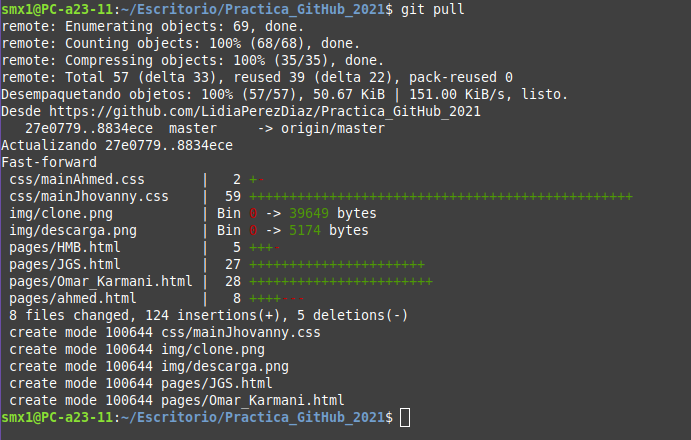 smx1@PC-a23-11:~/Escritorio/Practica_GitHub_2021$ git pull
remote: Enumerating objects: 69, done.
remote: Counting objects: 100% (68/68), done.
remote: Compressing objects: 100% (35/35), done.
remote: Total 57 (delta 33), reused 39 (delta 22), pack-reused 0
Desempaquetando objetos: 100% (57/57), 50.67 KiB | 151.00 KiB/s, listo.
Desde https://github.com/LidiaPerezDiaz/Practica_GitHub_2021
   27e0779..8834ece  master     -> origin/master
Actualizando 27e0779..8834ece
Fast-forward
 css/mainAhmed.css       |   2 +
 css/mainJhovanny.css    |  59 ++++++++++++++++++++++++++++++++++++++++++++++++
 img/clone.png           | Bin 0 -> 39649 bytes
 img/descarga.png        | Bin 0 -> 5174 bytes
 pages/HMB.html          |   5 +++
 pages/JGS.html          |  27 ++++++++++++++++++++++
 pages/Omar_Karmani.html |  28 +++++++++++++++++++++++
 pages/ahmed.html        |   8 ++++---
 8 files changed, 124 insertions(+), 5 deletions(-)
 create mode 100644 css/mainJhovanny.css
 create mode 100644 img/clone.png
 create mode 100644 img/descarga.png
 create mode 100644 pages/JGS.html
 create mode 100644 pages/Omar_Karmani.html
smx1@PC-a23-11:~/Escritorio/Practica_GitHub_2021$